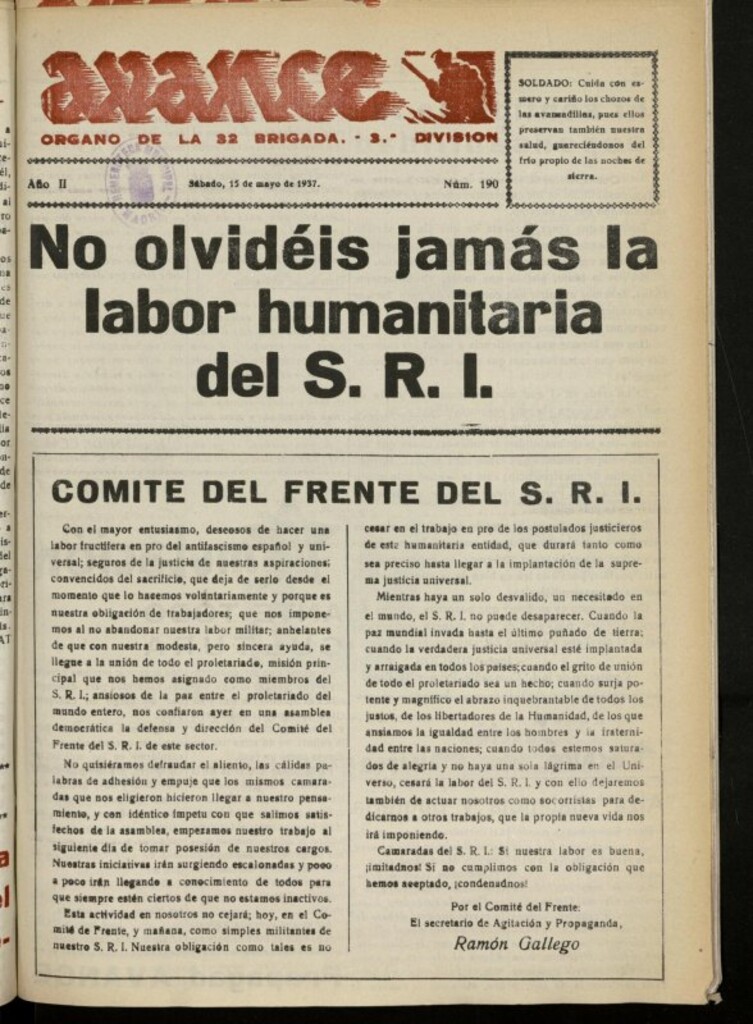 avance
ORGANO DE LA 32 BRIGADA. - 3.ª DIVISION
SOLDADO: Cuida con es-
mero y cariño los chozos de
las avanzadillas, pues ellos
preservan también nuestra
salud, guareciéndonos del
frío propio de las noches de
sierra.
Año II
Sábado, 15 de mayo de 1937.
Núm. 190
No olvidéis jamás la
labor humanitaria
del S. R. I.
COMITE DEL FRENTE DEL S. R. I.
Con el mayor entusiasmo, deseosos de hacer una
labor fructífera en pro del antifascismo español y uni-
versal; seguros de la justicia de nuestras aspiraciones;
convencidos del sacrificio, que deja de serlo desde el
momento que lo hacemos voluntariamente y porque es
nuestra obligación de trabajadores; que nos impone-
mos al no abandonar nuestra labor militar; anhelantes
de que con nuestra modesta, pero sincera ayuda, se
llegue a la unión de todo el proletariado, misión prin-
cipal que nos hemos asignado como miembros del
S. R. I.; ansiosos de la paz entre el proletariado del
mundo entero, nos confiaron ayer en una asamblea
democrática la defensa y dirección del Comité del
Frente del S. R. I. de este sector.
No quisiéramos defraudar el aliento, las cálidas pa-
labras de adhesión y empuje que los mismos camara-
das que nos eligieron hicieron llegar a nuestro pensa-
miento, y con idéntico ímpetu con que salimos satis-
fechos de la asamblea, empezamos nuestro trabajo al
siguiente día de tomar posesión de nuestros cargos.
Nuestras iniciativas irán surgiendo escalonadas y poco
a poco irán llegando a conocimiento de todos para
que siempre estén ciertos de que no estamos inactivos.
Esta actividad en nosotros no cejará; hoy, en el Co-
mité de Frente, y mañana, como simples militantes de
nuestro S. R. I. Nuestra obligación como tales es no
cesar en el trabajo en pro de los postulados justicieros
de esta humanitaria entidad, que durará tanto como
sea preciso hasta llegar a la implantación de la supre-
ma justicia universal.
Mientras haya un solo desvalido, un necesitado en
el mundo, el S. R. I. no puede desaparecer. Cuando la
paz mundial invada hasta el último puñado de tierra;
cuando la verdadera justicia universal esté implantada
y arraigada en todos los países; cuando el grito de unión
de todo el proletariado sea un hecho; cuando surja po-
tente y magnífico el abrazo inquebrantable de todos los
justos, de los libertadores de la Humanidad, de los que
ansiamos la igualdad entre los hombres y la fraterni-
dad entre las naciones; cuando todos estemos satura-
dos de alegría y no haya una sola lágrima en el Uni-
verso, cesará la labor del S. R. I. y con ello dejaremos
también de actuar nosotros como socorristas para de-
dicarnos a otros trabajos, que la propia nueva vida nos
irá imponiendo.
Camaradas del S. R. I.: Si nuestra labor es buena,
¡imitadnos! Si no cumplimos con la obligación que
hemos aceptado, ¡condenadnos!
Por el Comité del Frente:
El secretario de Agitación y Propaganda,
Ramón Gallego